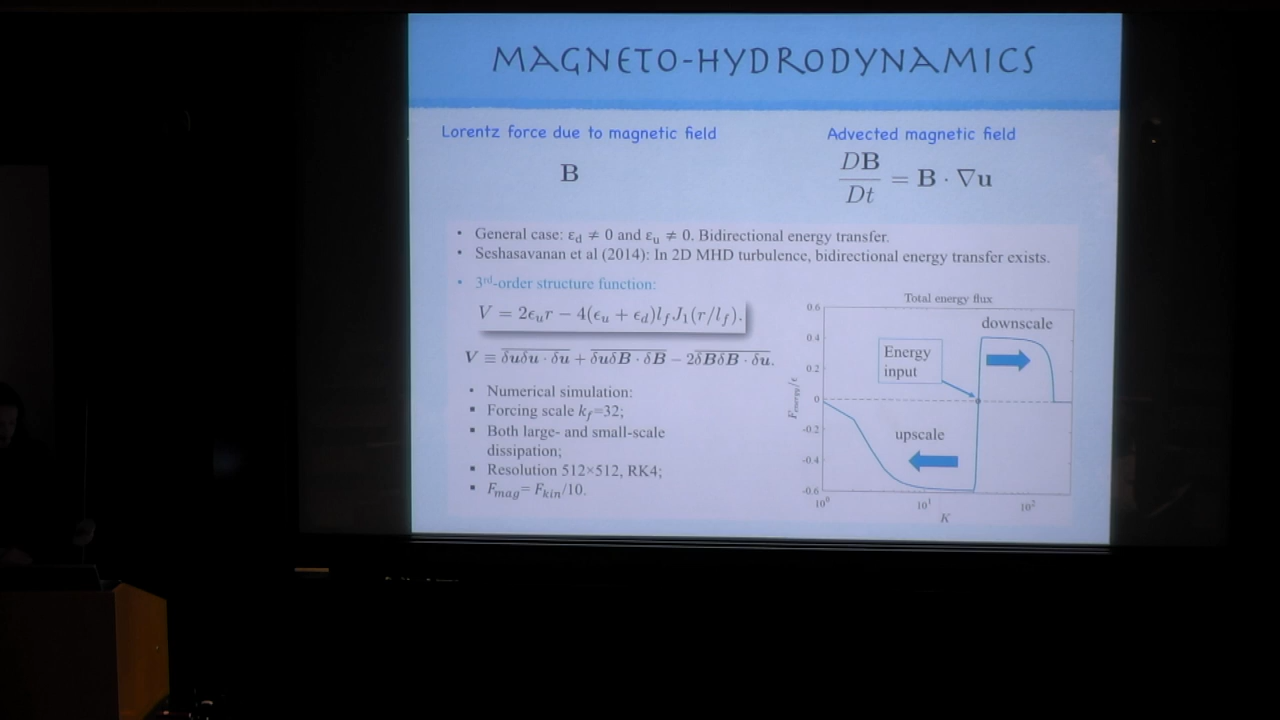 MAGNETO-HYDRODYNAMICS
Lorentz force due to magnetic field
Advected magnetic field
B
DB/Dt = B · ∇u
• General case: ε_d ≠ 0 and ε_u ≠ 0. Bidirectional energy transfer.
• Seshasavanan et al (2014): In 2D MHD turbulence, bidirectional energy transfer exists.
• 3rd-order structure function:
V = 2ϵ_u r − 4(ϵ_u + ϵ_d)l_f J_1(r/l_f).
V ≡ δuδu · δu + δuδB · δB − 2δBδB · δu.
• Numerical simulation:
▪ Forcing scale k_f=32;
▪ Both large- and small-scale
dissipation;
▪ Resolution 512×512, RK4;
▪ F_mag= F_kin/10.
Total energy flux
0.6
0.4
0.2
0
-0.2
-0.4
-0.6
F_energy/ϵ
downscale
Energy
input
upscale
10^0
10^1
10^2
K